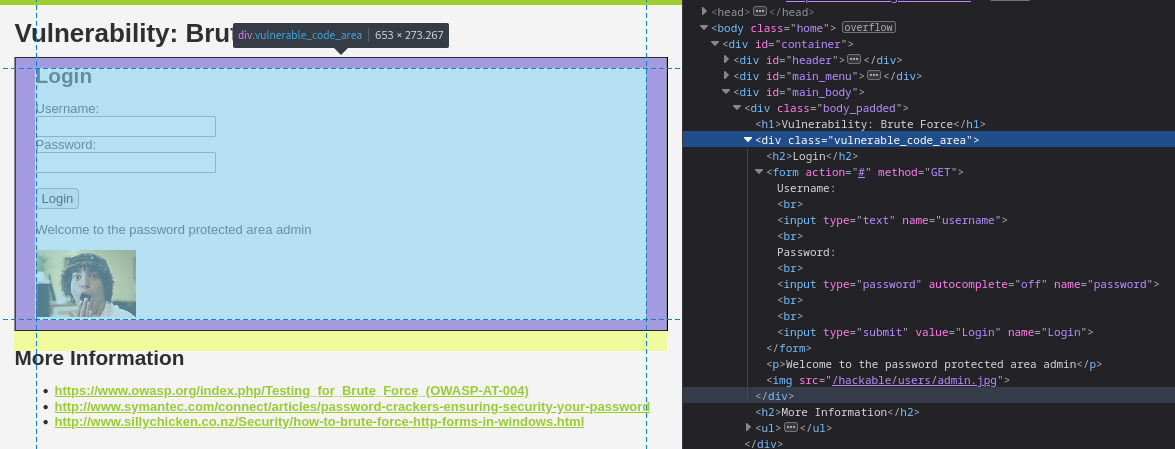 Vulnerability: Bru
div.vulnerable_code_area | 653 × 273.267
Login
Username:
Password:
Login
Welcome to the password protected area admin
More Information
https://www.owasp.org/index.php/Testing_for_Brute_Force_(OWASP-AT-004)
http://www.symantec.com/connect/articles/password-crackers-ensuring-security-your-password
http://www.sillychicken.co.nz/Security/how-to-brute-force-http-forms-in-windows.html
<head> ••• </head>
<body class="home"> overflow
<div id="container">
<div id="header"> ••• </div>
<div id="main_menu"> ••• </div>
<div id="main_body">
<div class="body_padded">
<h1>Vulnerability: Brute Force</h1>
<div class="vulnerable_code_area">
<h2>Login</h2>
<form action="#" method="GET">
Username:
<br>
<input type="text" name="username">
<br>
Password:
<br>
<input type="password" autocomplete="off" name="password">
<br>
<br>
<input type="submit" value="Login" name="Login">
</form>
<p>Welcome to the password protected area admin</p>
<img src="/hackable/users/admin.jpg">
</div>
<h2>More Information</h2>
<ul> ••• </ul>
</div>